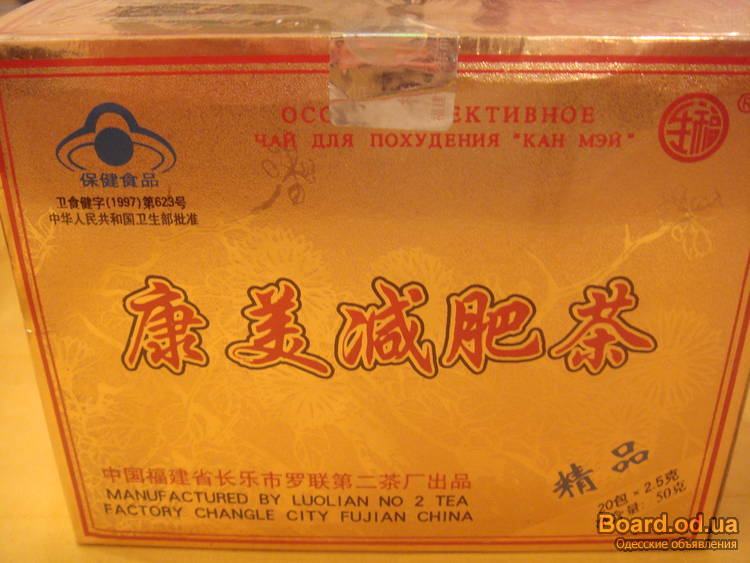 ОСО ЕКТИВНОЕ
ЧАЙ ДЛЯ ПОХУДЕНИЯ "КАН МЭЙ"
保健食品
卫食健字(1997)第623号
中华人民共和国卫生部批准
康美减肥茶
精品
中国福建省长乐市罗联第二茶厂出品
MANUFACTURED BY LUOLIAN NO 2 TEA
FACTORY CHANGLE CITY FUJIAN CHINA
20包×2.5克
含量: 50克
Board.od.ua
Одесские объявления